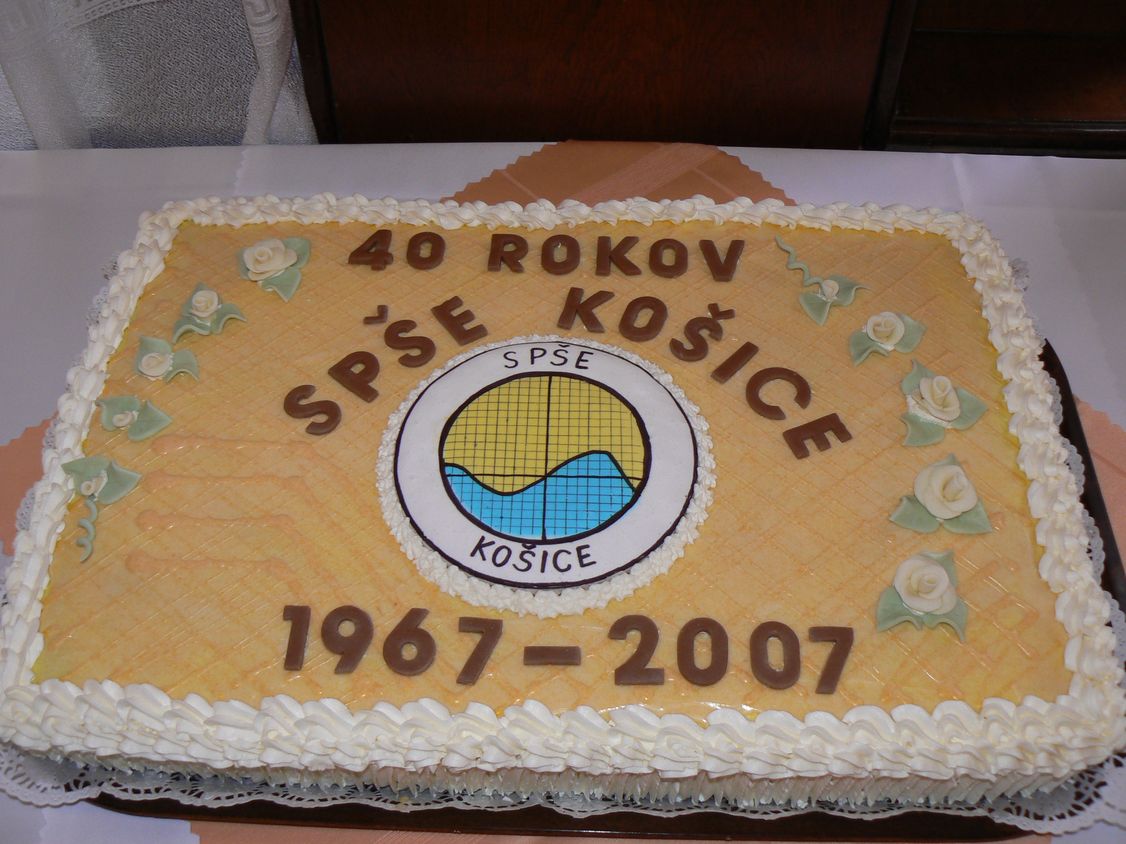 40 ROKOV
SPŠE KOŠICE
SPŠE
KOŠICE
1967–2007